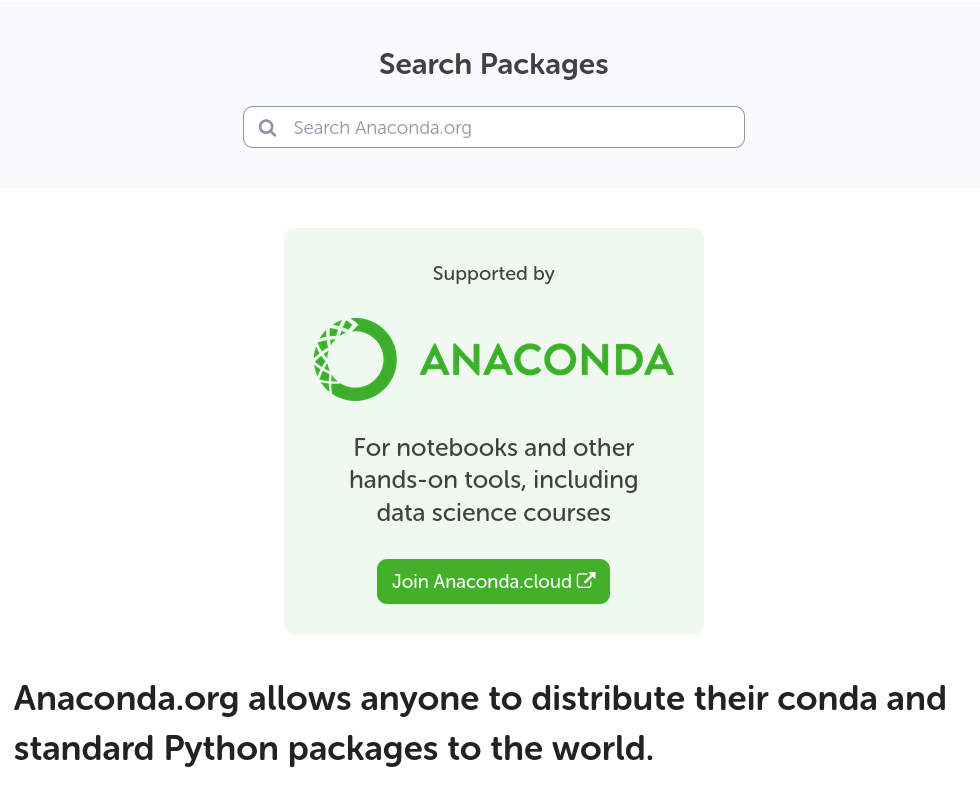 Search Packages
Search Anaconda.org
Supported by
ANACONDA
For notebooks and other
hands-on tools, including
data science courses
Join Anaconda.cloud
Anaconda.org allows anyone to distribute their conda and
standard Python packages to the world.